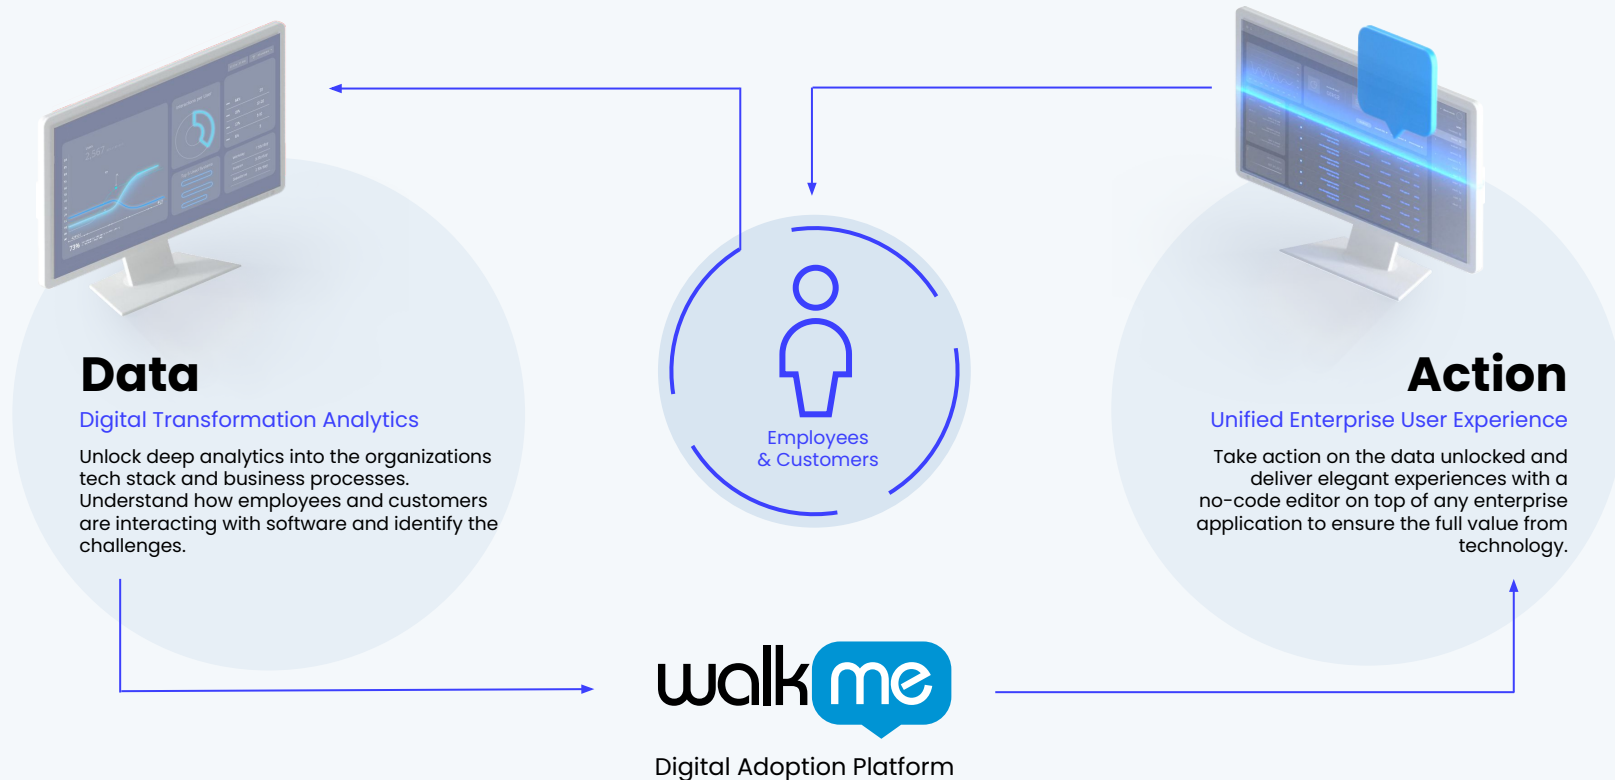 Data
Digital Transformation Analytics
Unlock deep analytics into the organizations
tech stack and business processes.
Understand how employees and customers
are interacting with software and identify the
challenges.
Employees
& Customers
Action
Unified Enterprise User Experience
Take action on the data unlocked and
deliver elegant experiences with a
no-code editor on top of any enterprise
application to ensure the full value from
technology.
walkme
Digital Adoption Platform
2,567
73%